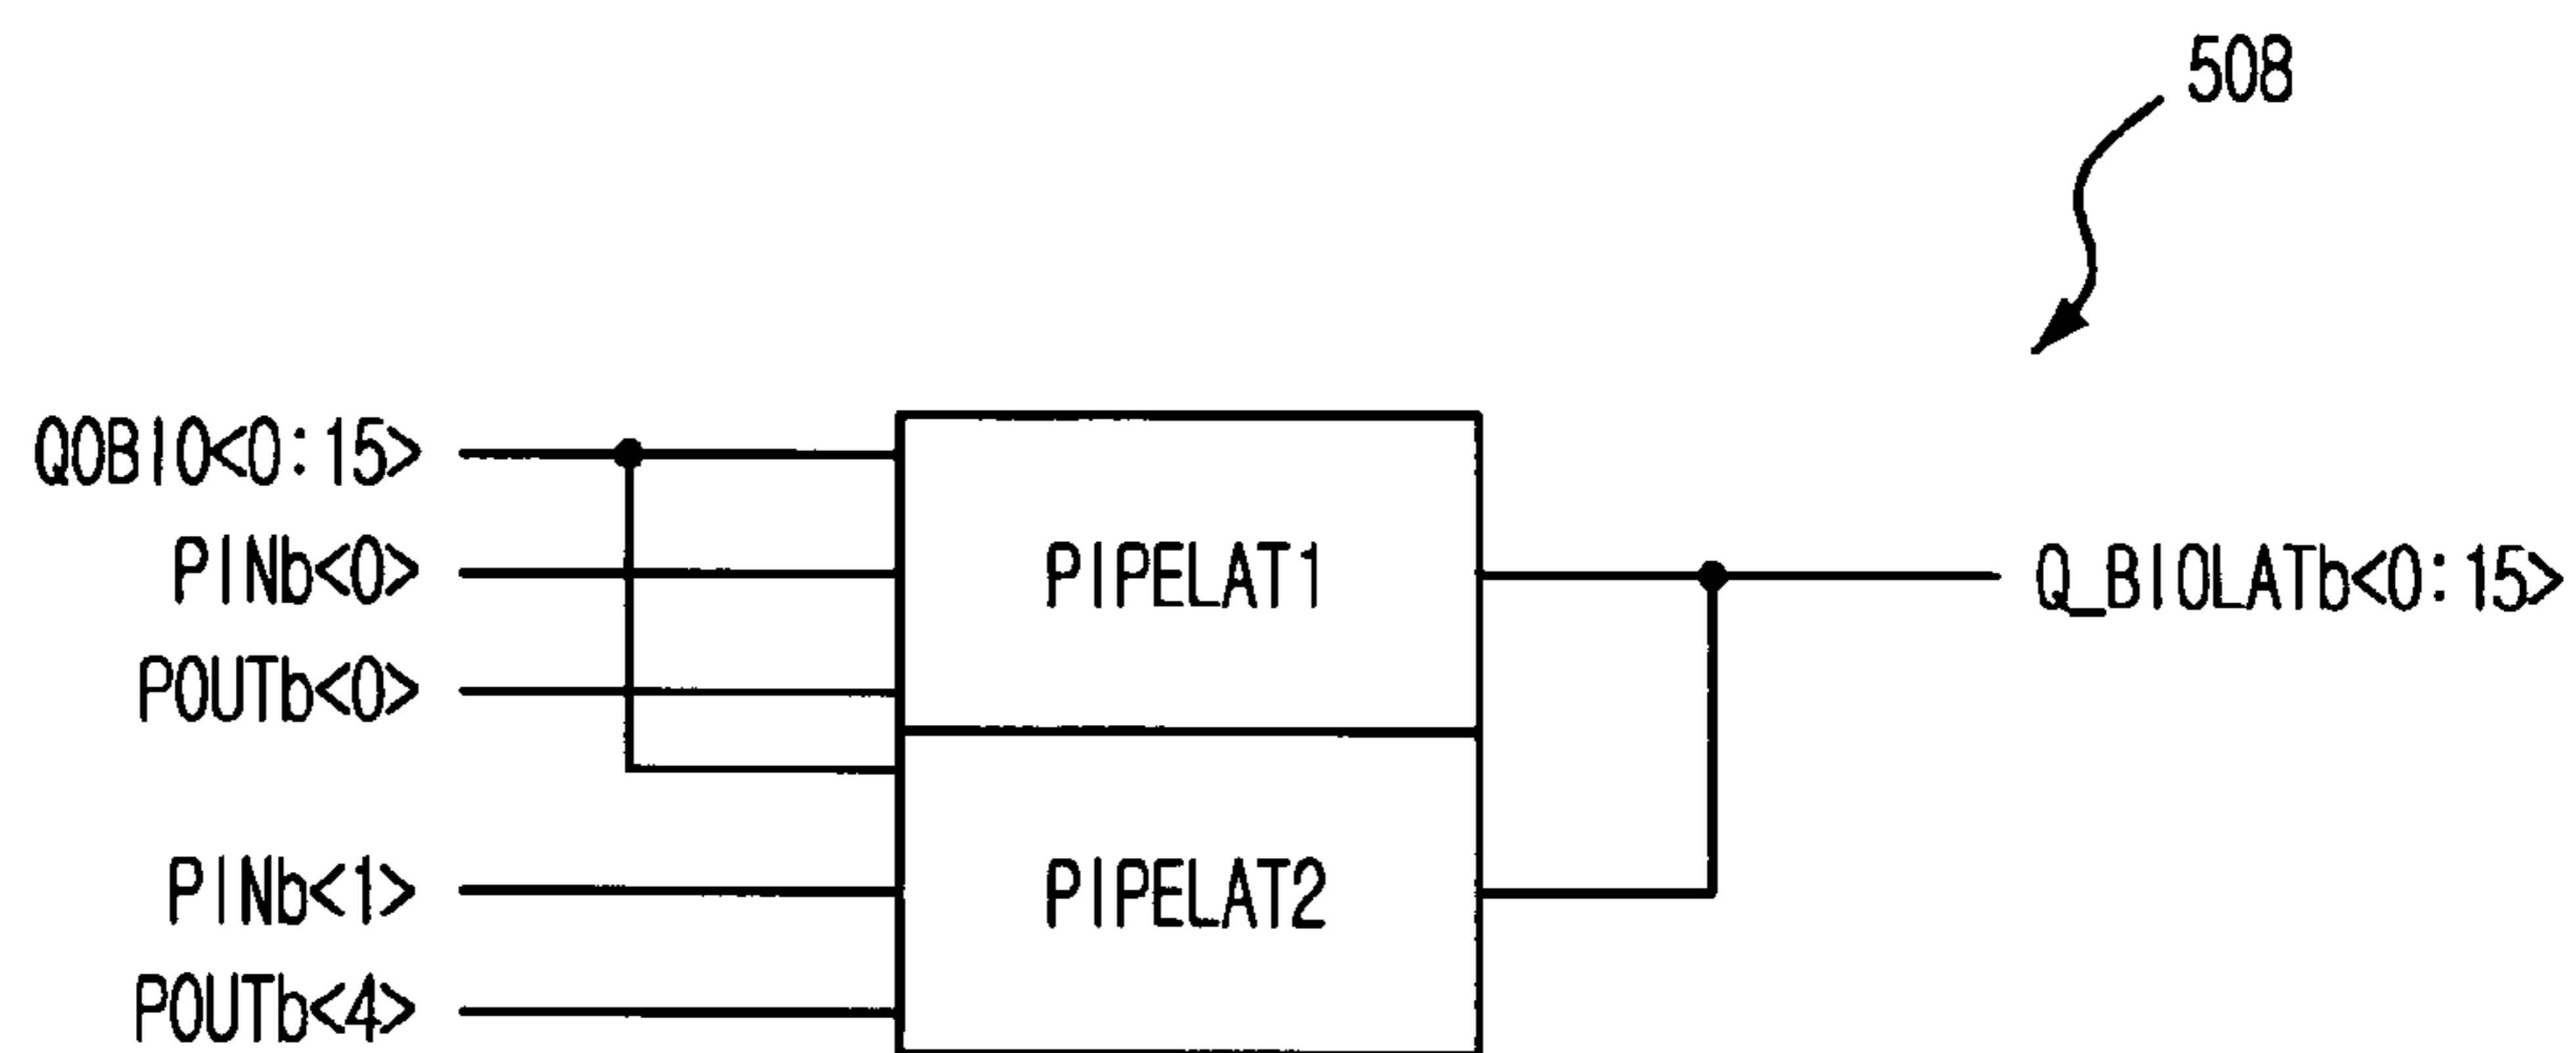 508
Q0BIO<0:15>
PINb<0>
POUTb<0>
PINb<1>
POUTb<4>
PIPELAT1
PIPELAT2
Q_BIOLATb<0:15>